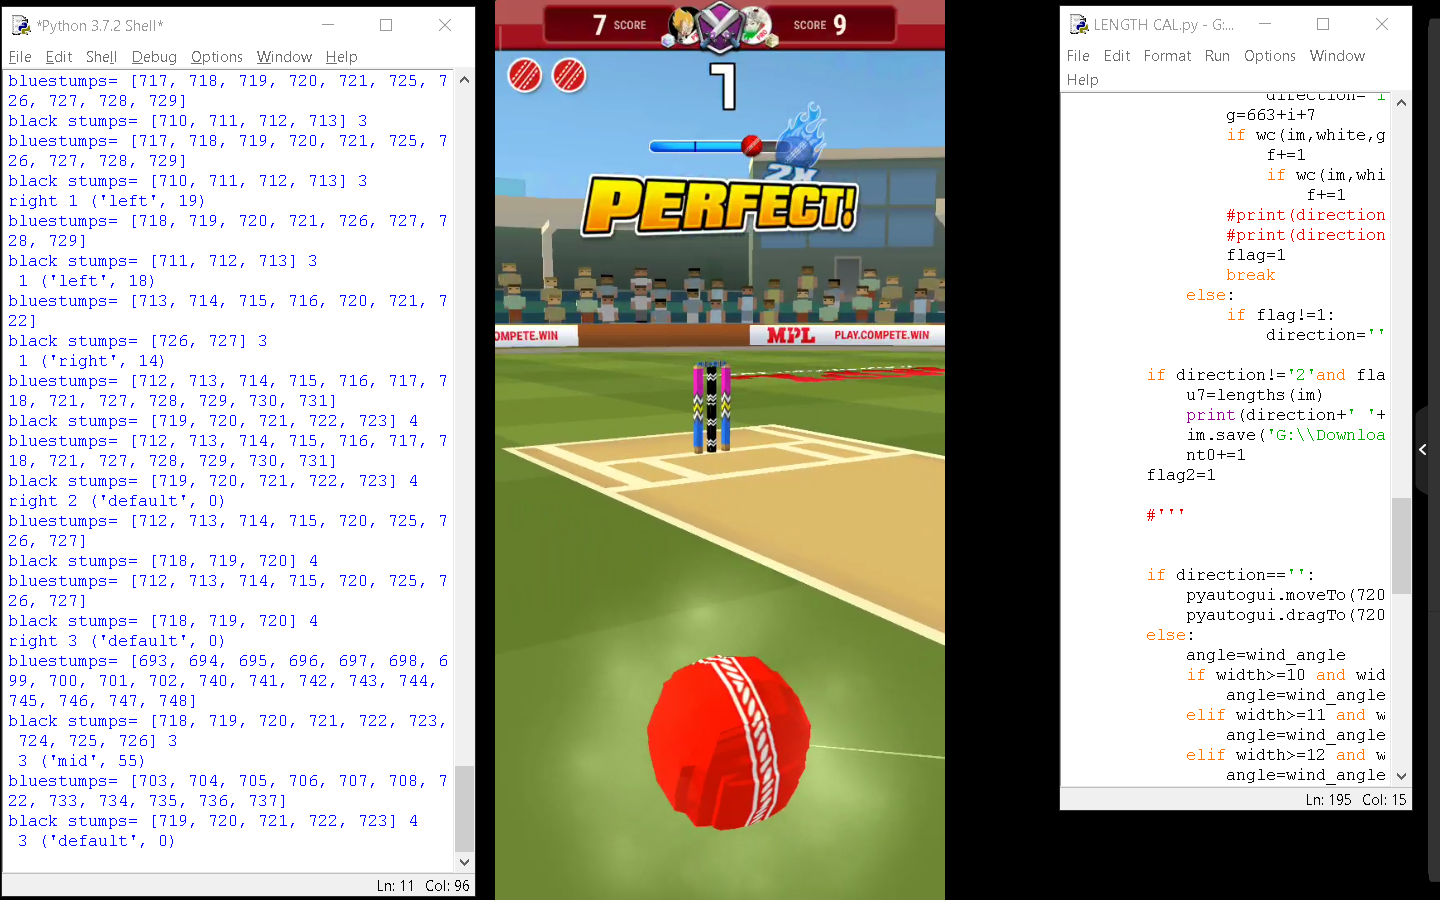 *Python 3.7.2 Shell*
File Edit Shell Debug Options Window Help
bluestumps= [717, 718, 719, 720, 721, 725, 7
26, 727, 728, 729]
black stumps= [710, 711, 712, 713] 3
bluestumps= [717, 718, 719, 720, 721, 725, 7
26, 727, 728, 729]
black stumps= [710, 711, 712, 713] 3
right 1 ('left', 19)
bluestumps= [718, 719, 720, 721, 726, 727, 7
28, 729]
black stumps= [711, 712, 713] 3
1 ('left', 18)
bluestumps= [713, 714, 715, 716, 720, 721, 7
22]
black stumps= [726, 727] 3
1 ('right', 14)
bluestumps= [712, 713, 714, 715, 716, 717, 7
18, 721, 727, 728, 729, 730, 731]
black stumps= [719, 720, 721, 722, 723] 4
bluestumps= [712, 713, 714, 715, 716, 717, 7
18, 721, 727, 728, 729, 730, 731]
black stumps= [719, 720, 721, 722, 723] 4
right 2 ('default', 0)
bluestumps= [712, 713, 714, 715, 720, 725, 7
26, 727]
black stumps= [718, 719, 720] 4
bluestumps= [712, 713, 714, 715, 720, 725, 7
26, 727]
black stumps= [718, 719, 720] 4
right 3 ('default', 0)
bluestumps= [693, 694, 695, 696, 697, 698, 6
99, 700, 701, 702, 740, 741, 742, 743, 744,
745, 746, 747, 748]
black stumps= [718, 719, 720, 721, 722, 723,
724, 725, 726] 3
3 ('mid', 55)
bluestumps= [703, 704, 705, 706, 707, 708, 7
22, 733, 734, 735, 736, 737]
black stumps= [719, 720, 721, 722, 723] 4
3 ('default', 0)
Ln: 11 Col: 96
7 SCORE
PRO
SCORE 9
1
2X
PERFECT!
OMPETE.WIN
MPL PLAY.COMPETE.WIN
LENGTH CAL.py - G:...
File Edit Format Run Options Window
Help
direction='1
g=663+i+7
if wc(im,white,g
f+=1
if wc(im,whi
f+=1
#print(direction
#print(direction
flag=1
break
else:
if flag!=1:
direction=''
if direction!='2'and fla
u7=lengths(im)
print(direction+' '+
im.save('G:\\Downloa
nt0+=1
flag2=1
#'''
if direction=='':
pyautogui.moveTo(720
pyautogui.dragTo(720
else:
angle=wind_angle
if width>=10 and wid
angle=wind_angle
elif width>=11 and w
angle=wind_angle
elif width>=12 and w
angle=wind_angle
Ln: 195 Col: 15